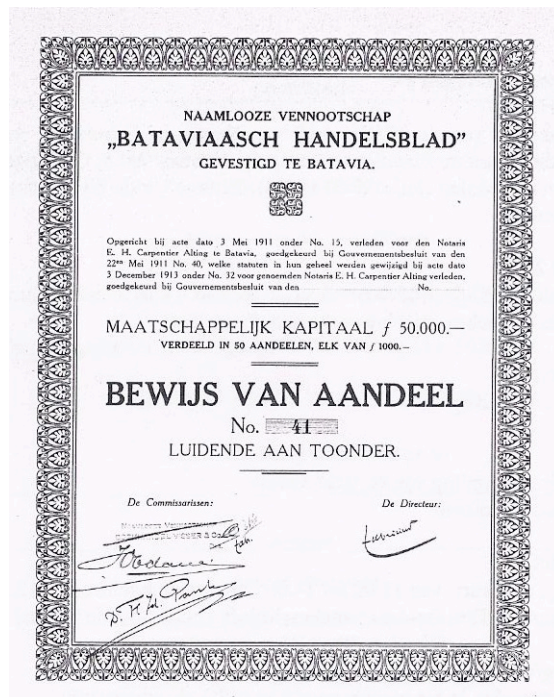 NAAMLOOZE VENNOOTSCHAP
„BATAVIAASCH HANDELSBLAD”
GEVESTIGD TE BATAVIA.
Opgericht bij acte dato 3 Mei 1911 onder No. 15, verleden voor den Notaris
E. H. Carpentier Alting te Batavia, goedgekeurd bij Gouvernementsbesluit van den
22en Mei 1911 No. 40, welke statuten in hun geheel werden gewijzigd bij acte dato
3 December 1913 onder No. 32 voor genoemden Notaris E. H. Carpentier Alting verleden,
goedgekeurd bij Gouvernementsbesluit van den No.
MAATSCHAPPELIJK KAPITAAL ƒ 50.000.—
VERDEELD IN 50 AANDEELEN, ELK VAN ƒ 1000.—
BEWIJS VAN AANDEEL
No. 41
LUIDENDE AAN TOONDER.
De Commissarissen: De Directeur:
NAAMLOOZE VENNOOTSCHAP